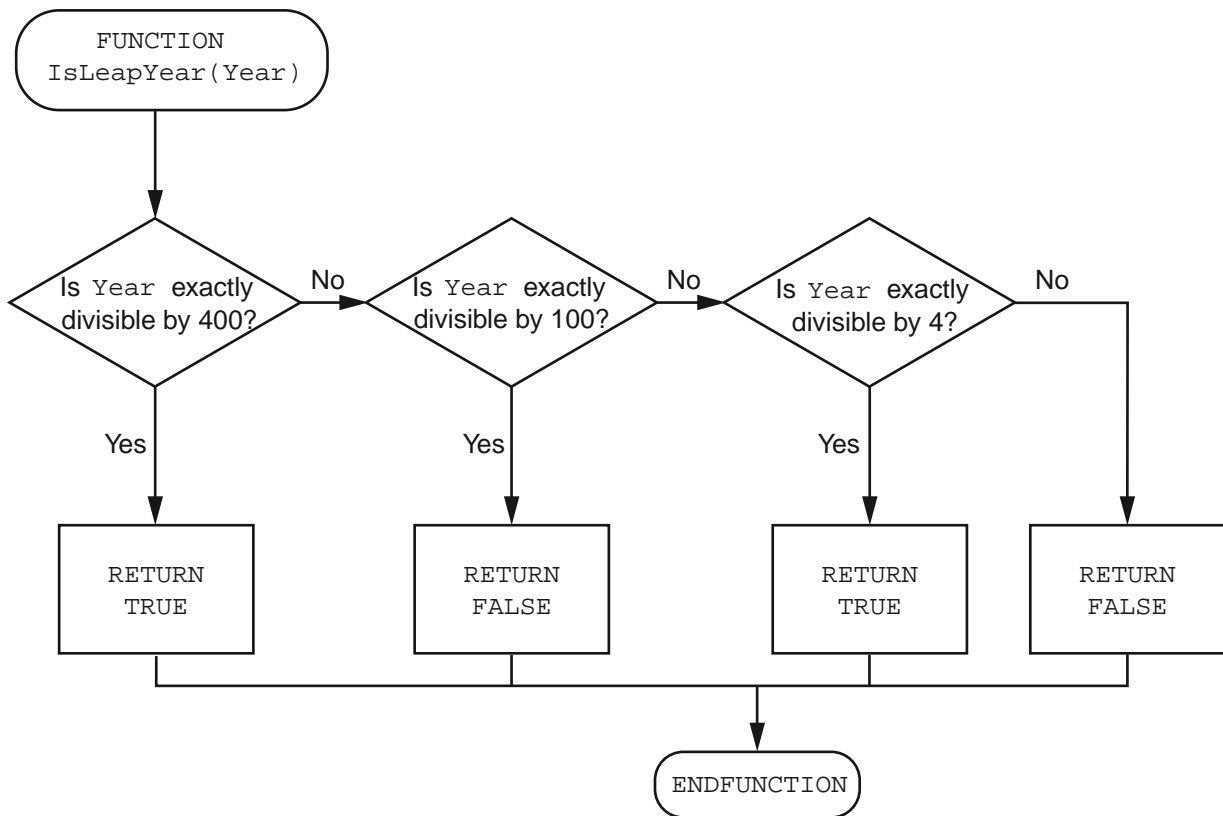 FUNCTION
IsLeapYear(Year)
Is Year exactly
divisible by 400?
No
Is Year exactly
divisible by 100?
No
Is Year exactly
divisible by 4?
No
Yes
Yes
Yes
RETURN
TRUE
RETURN
FALSE
RETURN
TRUE
RETURN
FALSE
ENDFUNCTION